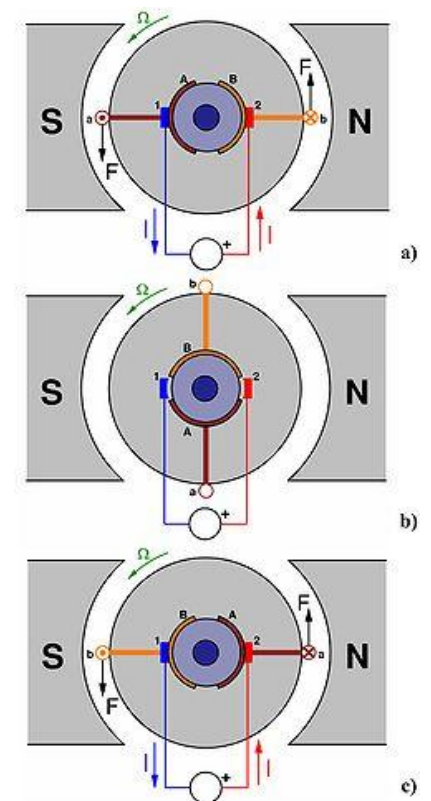 Ω
A B F
S a 1 2 b N
F
I I
+
a)
b
Ω
B
S 1 2 N
A
a
+
b)
Ω F
B A
S b 1 2 a N
F
I I
+
c)